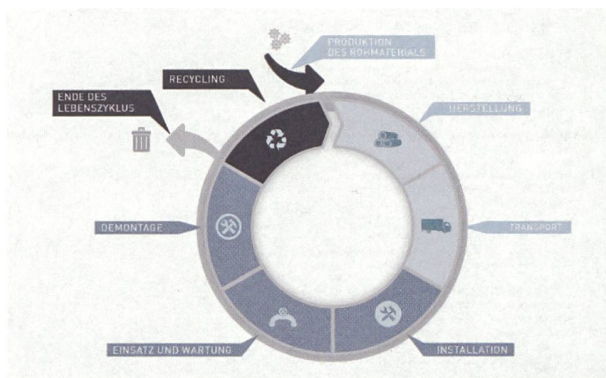 PRODUKTION
DES ROHMATERIALS
RECYCLING
ENDE DES
LEBENSZYKLUS
HERSTELLUNG
DEMONTAGE
TRANSPORT
EINSATZ UND WARTUNG
INSTALLATION